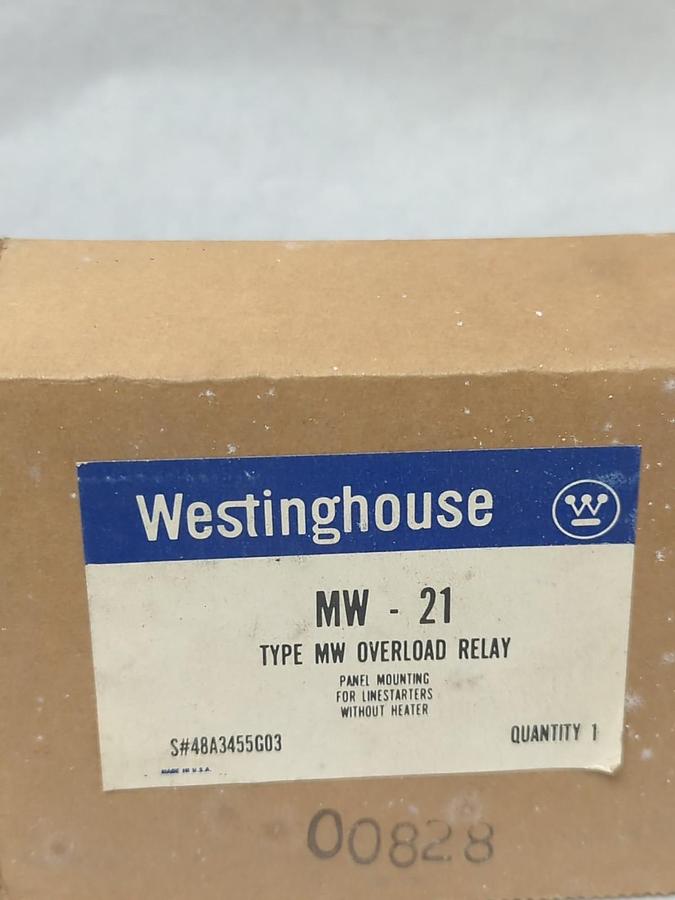 Westinghouse
MW - 21
TYPE MW OVERLOAD RELAY
PANEL MOUNTING
FOR LINESTARTERS
WITHOUT HEATER
S#48A3455G03
QUANTITY 1
MADE IN U.S.A.
00828